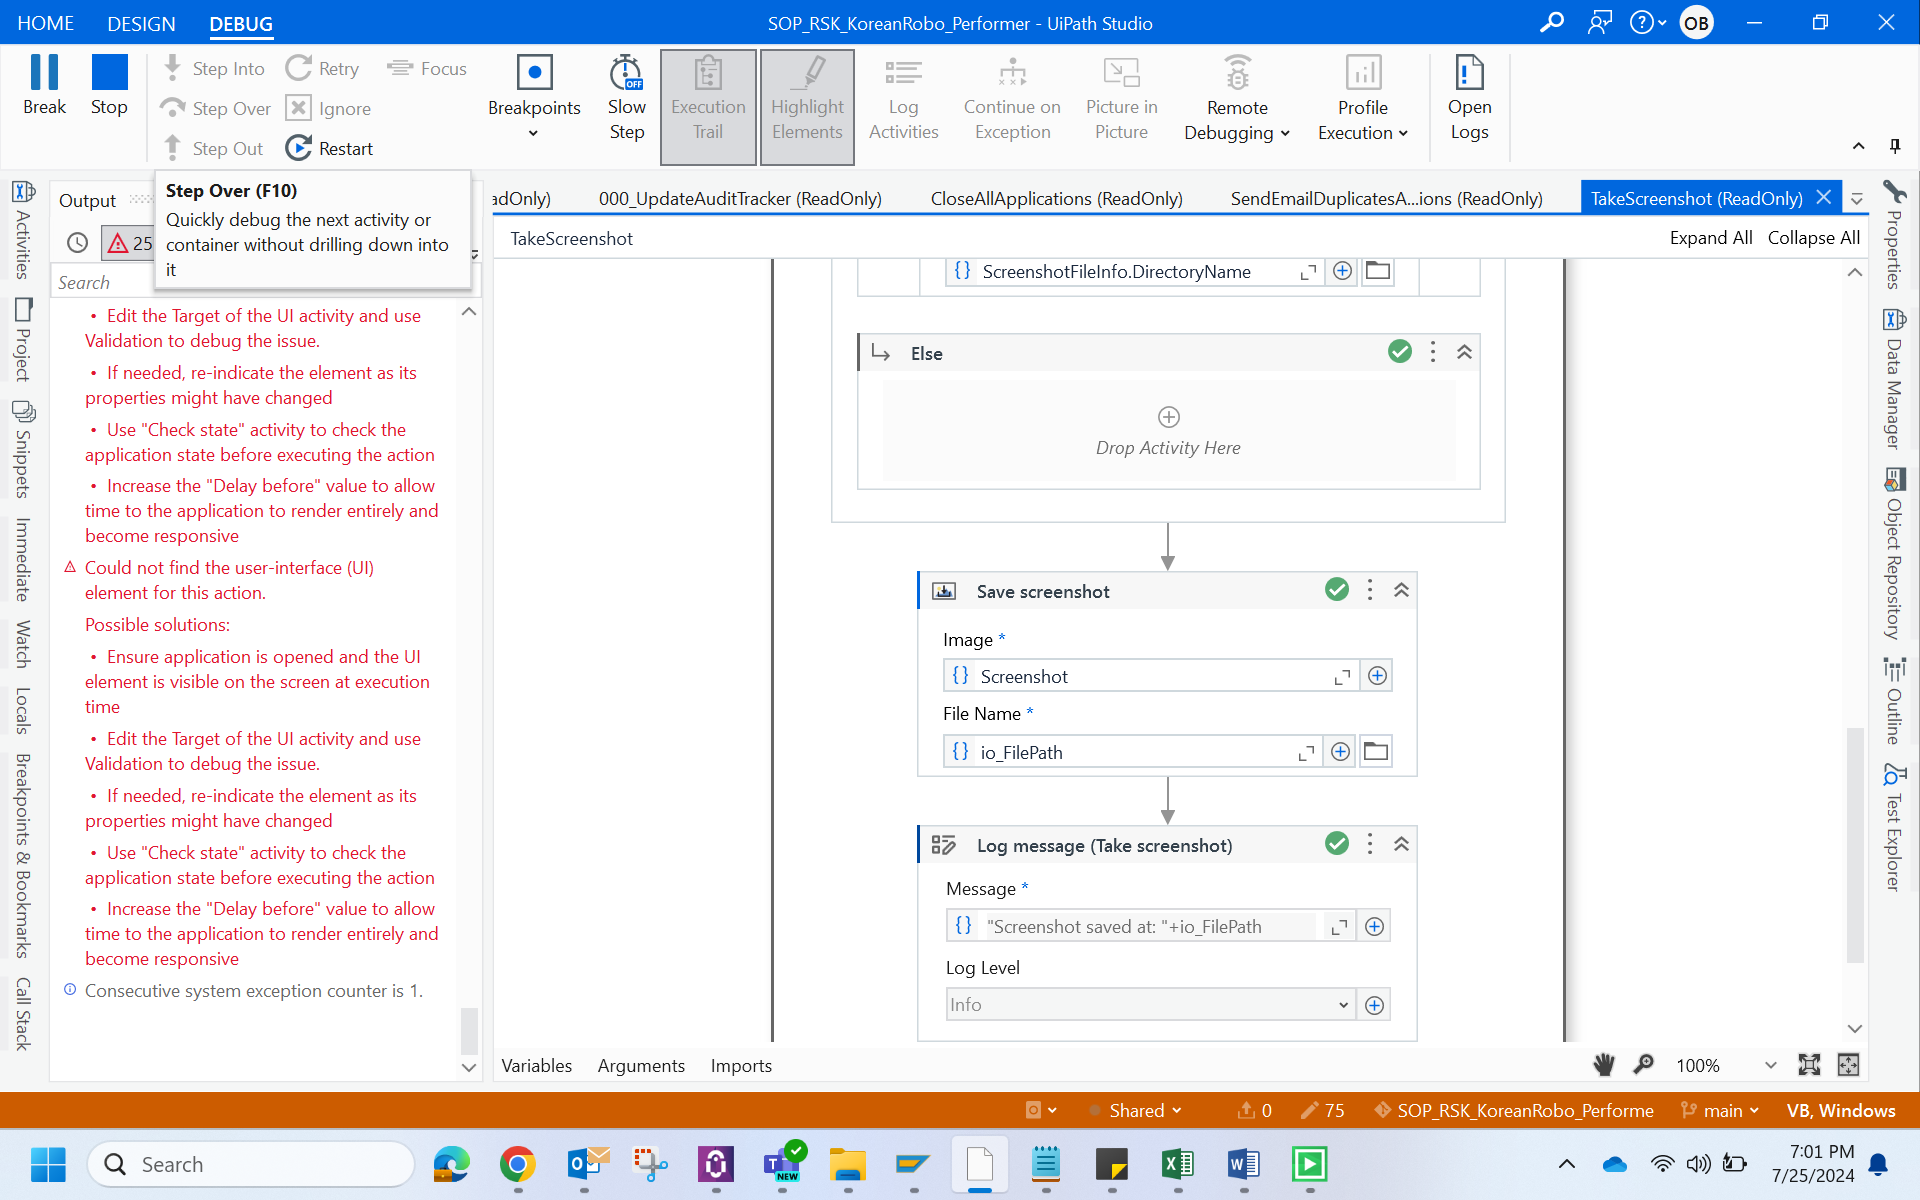 HOME DESIGN DEBUG SOP_RSK_KoreanRobo_Performer - UiPath Studio OB
Break Stop Step Into Retry Focus
Step Over Ignore
Step Out Restart
Breakpoints Slow Step OFF Execution Trail Highlight Elements Log Activities Continue on Exception Picture in Picture Remote Debugging Profile Execution Open Logs
Step Over (F10)
Quickly debug the next activity or
container without drilling down into
it
Output
25
Search
Activities
Project
Snippets
Immediate
Watch
Locals
Breakpoints & Bookmarks
Call Stack
• Edit the Target of the UI activity and use
Validation to debug the issue.
• If needed, re-indicate the element as its
properties might have changed
• Use "Check state" activity to check the
application state before executing the action
• Increase the "Delay before" value to allow
time to the application to render entirely and
become responsive
Could not find the user-interface (UI)
element for this action.
Possible solutions:
• Ensure application is opened and the UI
element is visible on the screen at execution
time
• Edit the Target of the UI activity and use
Validation to debug the issue.
• If needed, re-indicate the element as its
properties might have changed
• Use "Check state" activity to check the
application state before executing the action
• Increase the "Delay before" value to allow
time to the application to render entirely and
become responsive
Consecutive system exception counter is 1.
adOnly) 000_UpdateAuditTracker (ReadOnly) CloseAllApplications (ReadOnly) SendEmailDuplicatesA...ions (ReadOnly) TakeScreenshot (ReadOnly)
TakeScreenshot Expand All Collapse All
{} ScreenshotFileInfo.DirectoryName
Else
Drop Activity Here
Save screenshot
Image *
{} Screenshot
File Name *
{} io_FilePath
Log message (Take screenshot)
Message *
{} "Screenshot saved at: "+io_FilePath
Log Level
Info
Variables Arguments Imports 100%
Properties
Data Manager
Object Repository
Outline
Test Explorer
Shared 0 75 SOP_RSK_KoreanRobo_Performe main VB, Windows
Search NEW 7:01 PM
7/25/2024